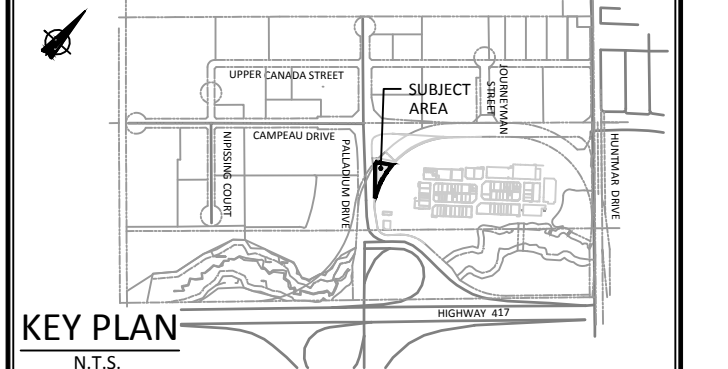 UPPER CANADA STREET
SUBJECT
AREA
JOURNEYMAN
STREET
CAMPEAU DRIVE
NIPISSING COURT
PALLADIUM DRIVE
HUNTMAR DRIVE
HIGHWAY 417
KEY PLAN
N.T.S.